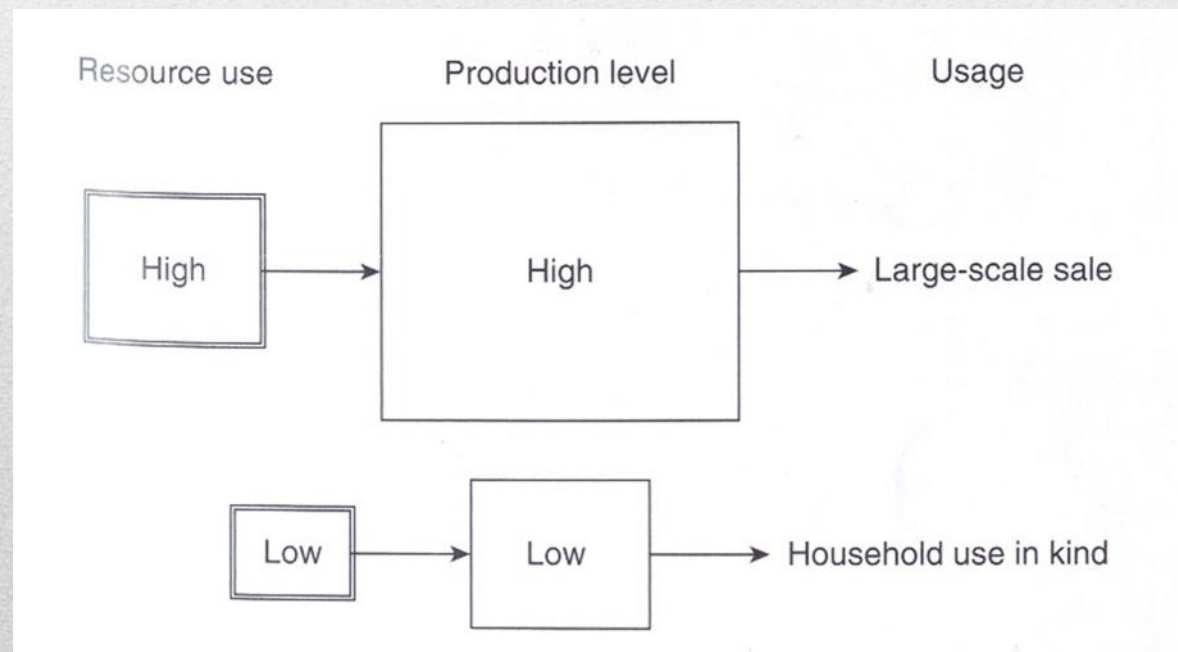 Resource use Production level Usage
High High Large-scale sale
Low Low Household use in kind